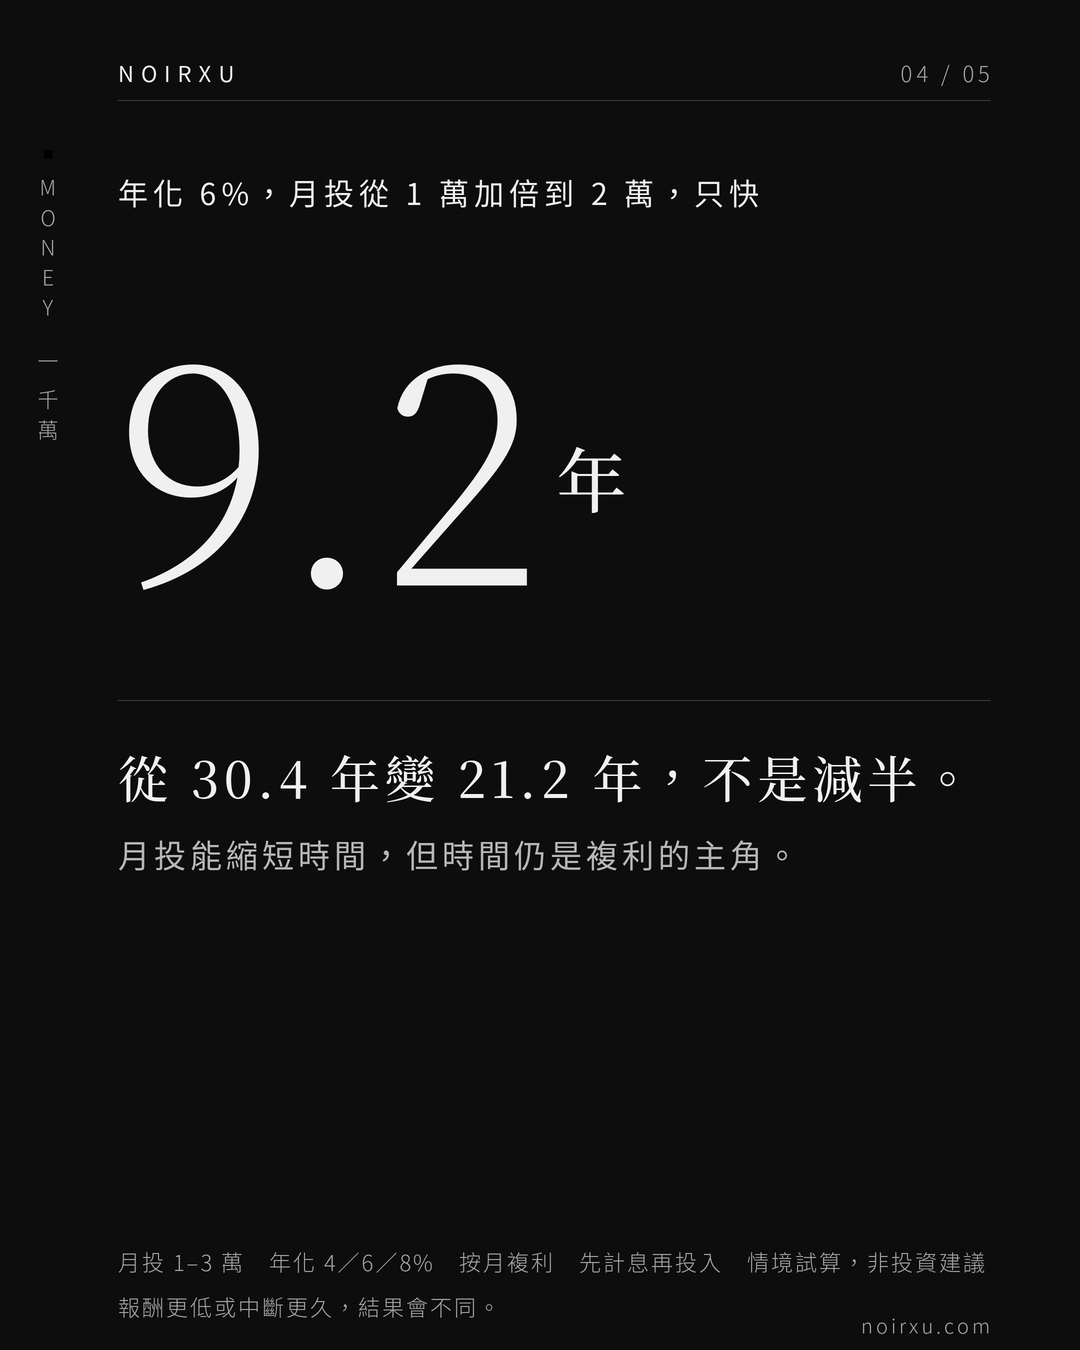 NOIRXU
04 / 05
MONEY — 千萬
年化 6%，月投從 1 萬加倍到 2 萬，只快
9.2 年
從 30.4 年變 21.2 年，不是減半。
月投能縮短時間，但時間仍是複利的主角。
月投 1–3 萬　年化 4／6／8%　按月複利　先計息再投入　情境試算，非投資建議
報酬更低或中斷更久，結果會不同。
noirxu.com